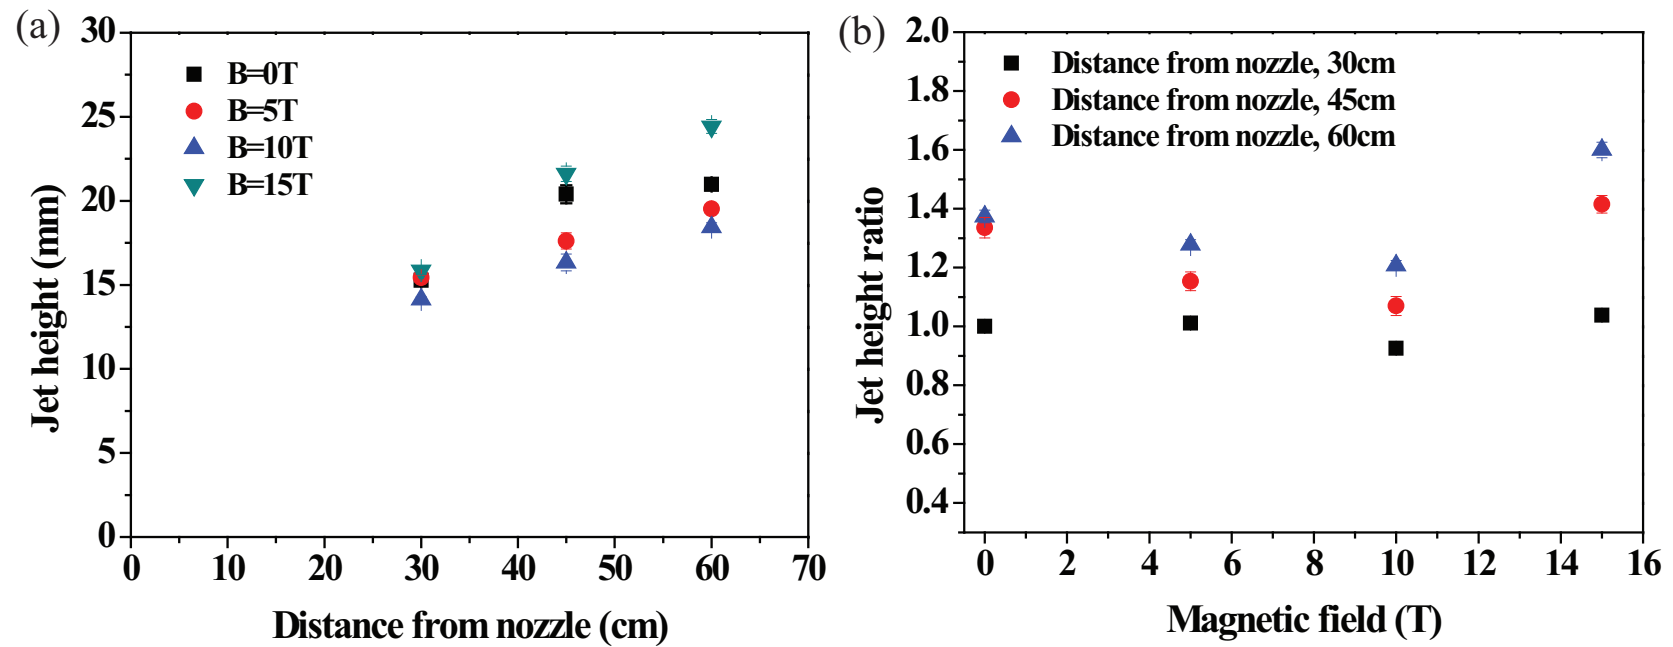 (a)
30
25
20
15
10
5
0
B=0T
B=5T
B=10T
B=15T
Jet height (mm)
0 10 20 30 40 50 60 70
Distance from nozzle (cm)
(b)
2.0
1.8
1.6
1.4
1.2
1.0
0.8
0.6
0.4
Distance from nozzle, 30cm
Distance from nozzle, 45cm
Distance from nozzle, 60cm
Jet height ratio
0 2 4 6 8 10 12 14 16
Magnetic field (T)